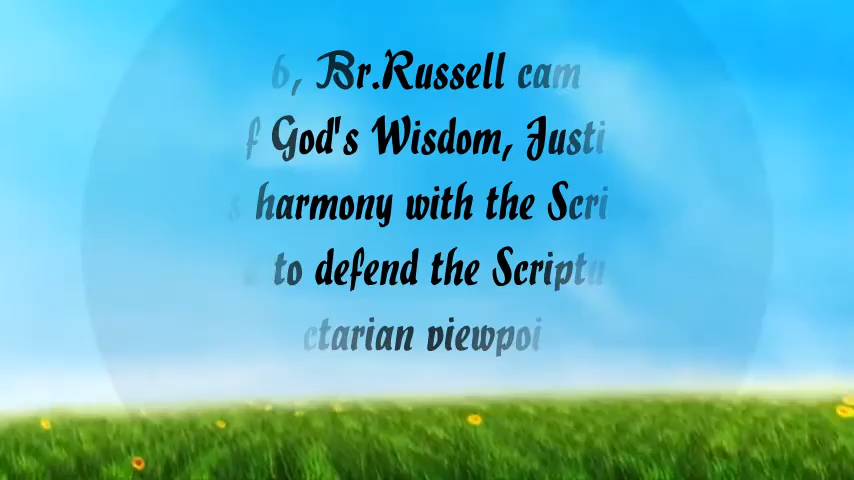 6, Br.Russell cam
f God's Wisdom, Justi
s harmony with the Scri
to defend the Scriptu
ctarian viewpoi